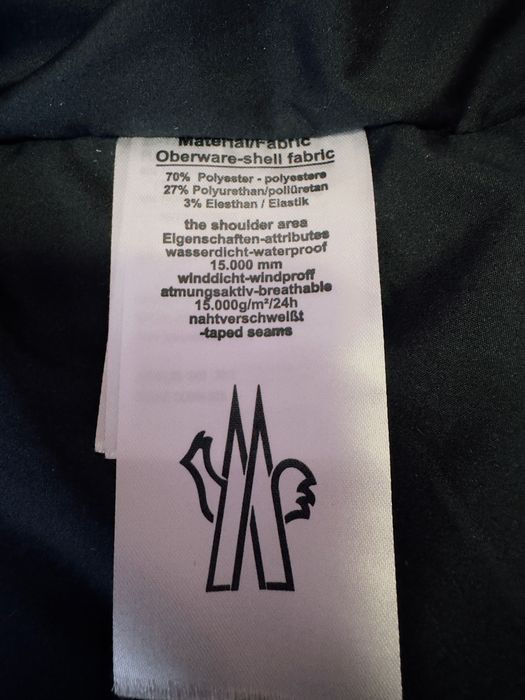 Material/Fabric
Oberware-shell fabric
70% Polyester - polyestere
27% Polyurethan/poliüretan
3% Elesthan / Elastik
the shoulder area
Eigenschaften-attributes
wasserdicht-waterproof
15.000 mm
winddicht-windproff
atmungsaktiv-breathable
15.000g/m²/24h
nahtverschweißt
-taped seams